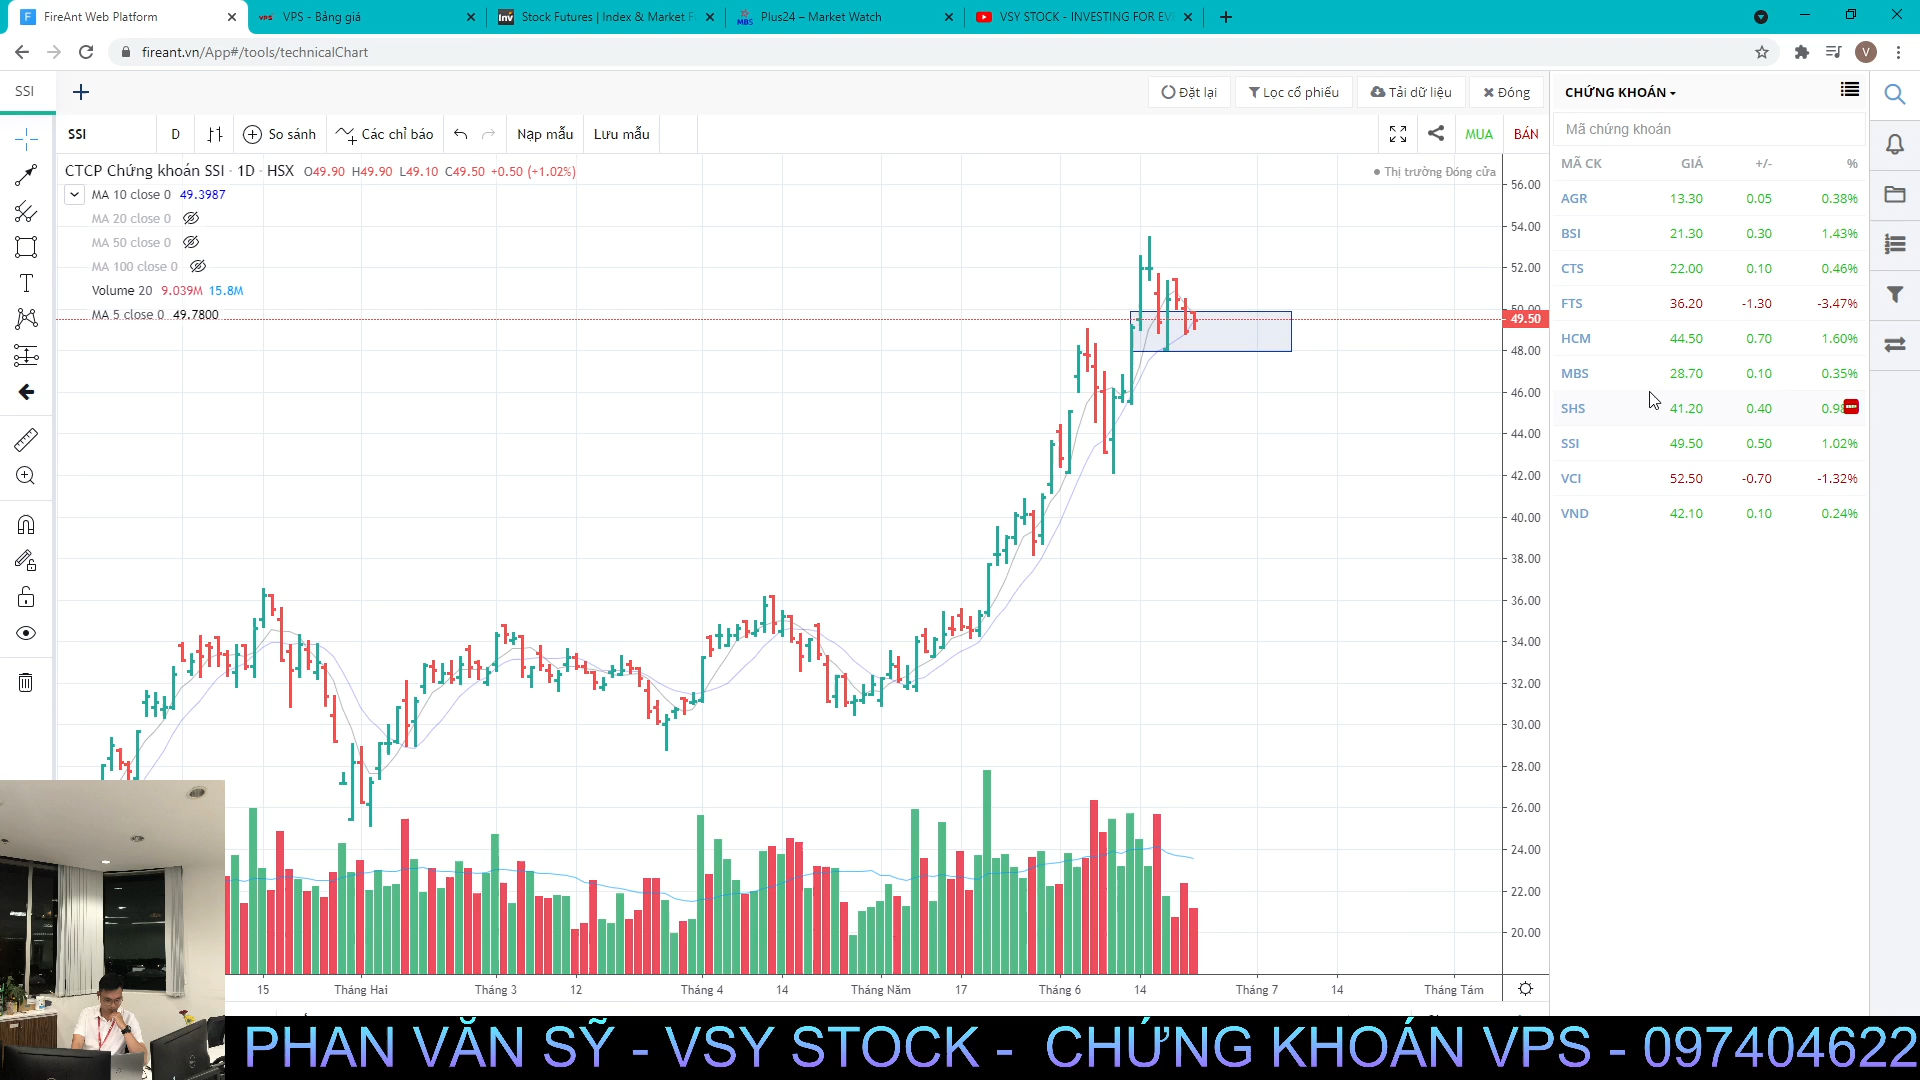 FireAnt Web Platform
VPS - Bảng giá
Stock Futures | Index & Market F
Plus24 – Market Watch
VSY STOCK - INVESTING FOR EV
fireant.vn/App#/tools/technicalChart
V
SSI
Đặt lại
Lọc cổ phiếu
Tải dữ liệu
Đóng
SSI
D
So sánh
Các chỉ báo
Nạp mẫu
Lưu mẫu
MUA
BÁN
CTCP Chứng khoán SSI · 1D · HSX O49.90 H49.90 L49.10 C49.50 +0.50 (+1.02%)
Thị trường Đóng cửa
MA 10 close 0 49.3987
MA 20 close 0
MA 50 close 0
MA 100 close 0
Volume 20 9.039M 15.8M
MA 5 close 0 49.7800
56.00
54.00
52.00
50.00
49.50
48.00
46.00
44.00
42.00
40.00
38.00
36.00
34.00
32.00
30.00
28.00
26.00
24.00
22.00
20.00
15 Tháng Hai Tháng 3 12 Tháng 4 14 Tháng Năm 17 Tháng 6 14 Tháng 7 14 Tháng Tám
CHỨNG KHOÁN
Mã chứng khoán
MÃ CK GIÁ +/- %
AGR 13.30 0.05 0.38%
BSI 21.30 0.30 1.43%
CTS 22.00 0.10 0.46%
FTS 36.20 -1.30 -3.47%
HCM 44.50 0.70 1.60%
MBS 28.70 0.10 0.35%
SHS 41.20 0.40 0.98
SSI 49.50 0.50 1.02%
VCI 52.50 -0.70 -1.32%
VND 42.10 0.10 0.24%
PHAN VĂN SỸ - VSY STOCK - CHỨNG KHOÁN VPS - 097404622